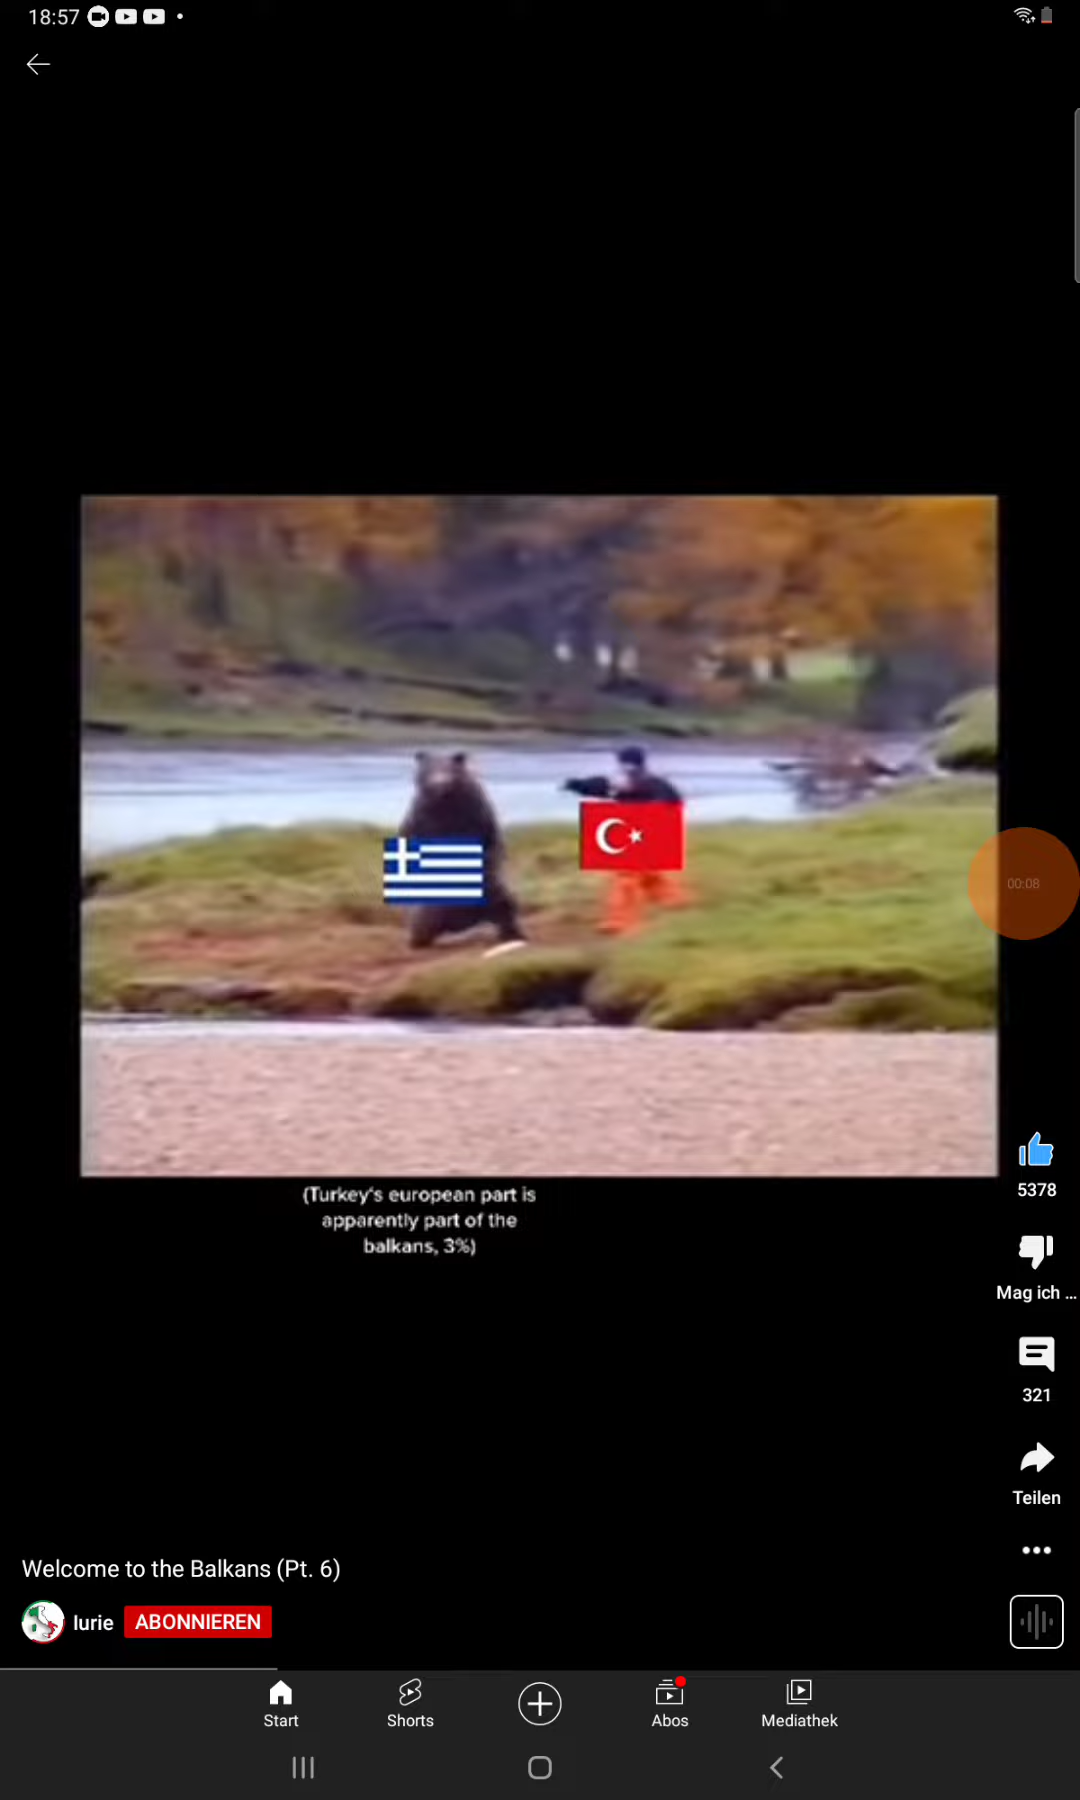 18:57
00:08
(Turkey's european part is
apparently part of the
balkans, 3%)
5378
Mag ich ...
321
Teilen
Welcome to the Balkans (Pt. 6)
Iurie ABONNIEREN
Start Shorts Abos Mediathek